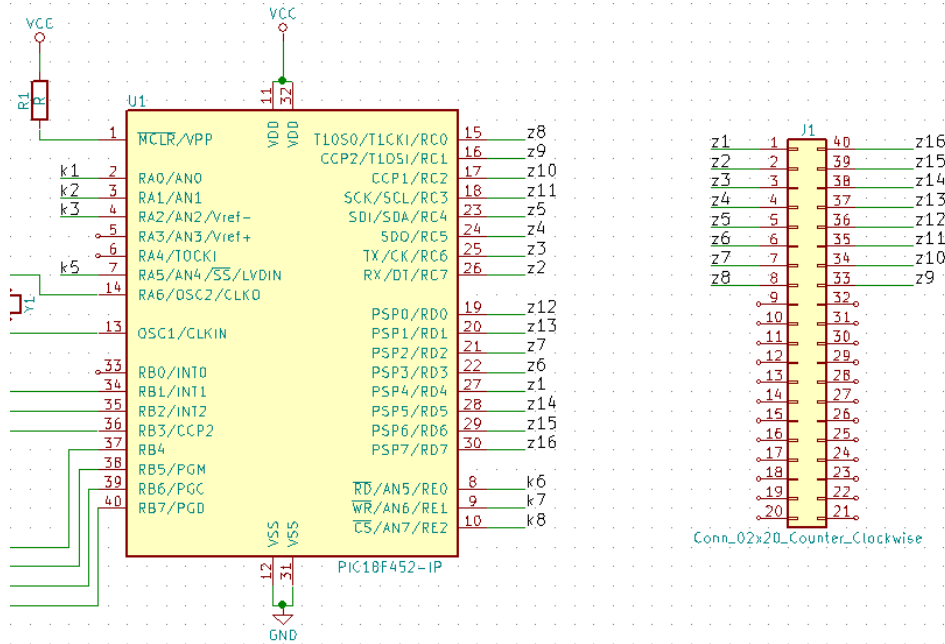 VCC
VCC
R1
R
U1
11
32
VDD
VDD
1 MCLR/VPP
k1 2 RA0/AN0
k2 3 RA1/AN1
k3 4 RA2/AN2/Vref-
5 RA3/AN3/Vref+
6 RA4/TOCKI
k5 7 RA5/AN4/SS/LVDIN
14 RA6/OSC2/CLKO
Y1
13 OSC1/CLKIN
33 RB0/INT0
34 RB1/INT1
35 RB2/INT2
36 RB3/CCP2
37 RB4
38 RB5/PGM
39 RB6/PGC
40 RB7/PGD
T1OSO/T1CKI/RC0 15 z8
CCP2/T1OSI/RC1 16 z9
CCP1/RC2 17 z10
SCK/SCL/RC3 18 z11
SDI/SDA/RC4 23 z5
SDO/RC5 24 z4
TX/CK/RC6 25 z3
RX/DT/RC7 26 z2
PSP0/RD0 19 z12
PSP1/RD1 20 z13
PSP2/RD2 21 z7
PSP3/RD3 22 z6
PSP4/RD4 27 z1
PSP5/RD5 28 z14
PSP6/RD6 29 z15
PSP7/RD7 30 z16
RD/AN5/RE0 8 k6
WR/AN6/RE1 9 k7
CS/AN7/RE2 10 k8
VSS
VSS
12
31
PIC18F452-IP
GND
J1
z1 1 40 z16
z2 2 39 z15
z3 3 38 z14
z4 4 37 z13
z5 5 36 z12
z6 6 35 z11
z7 7 34 z10
z8 8 33 z9
9 32
10 31
11 30
12 29
13 28
14 27
15 26
16 25
17 24
18 23
19 22
20 21
Conn_02x20_Counter_Clockwise